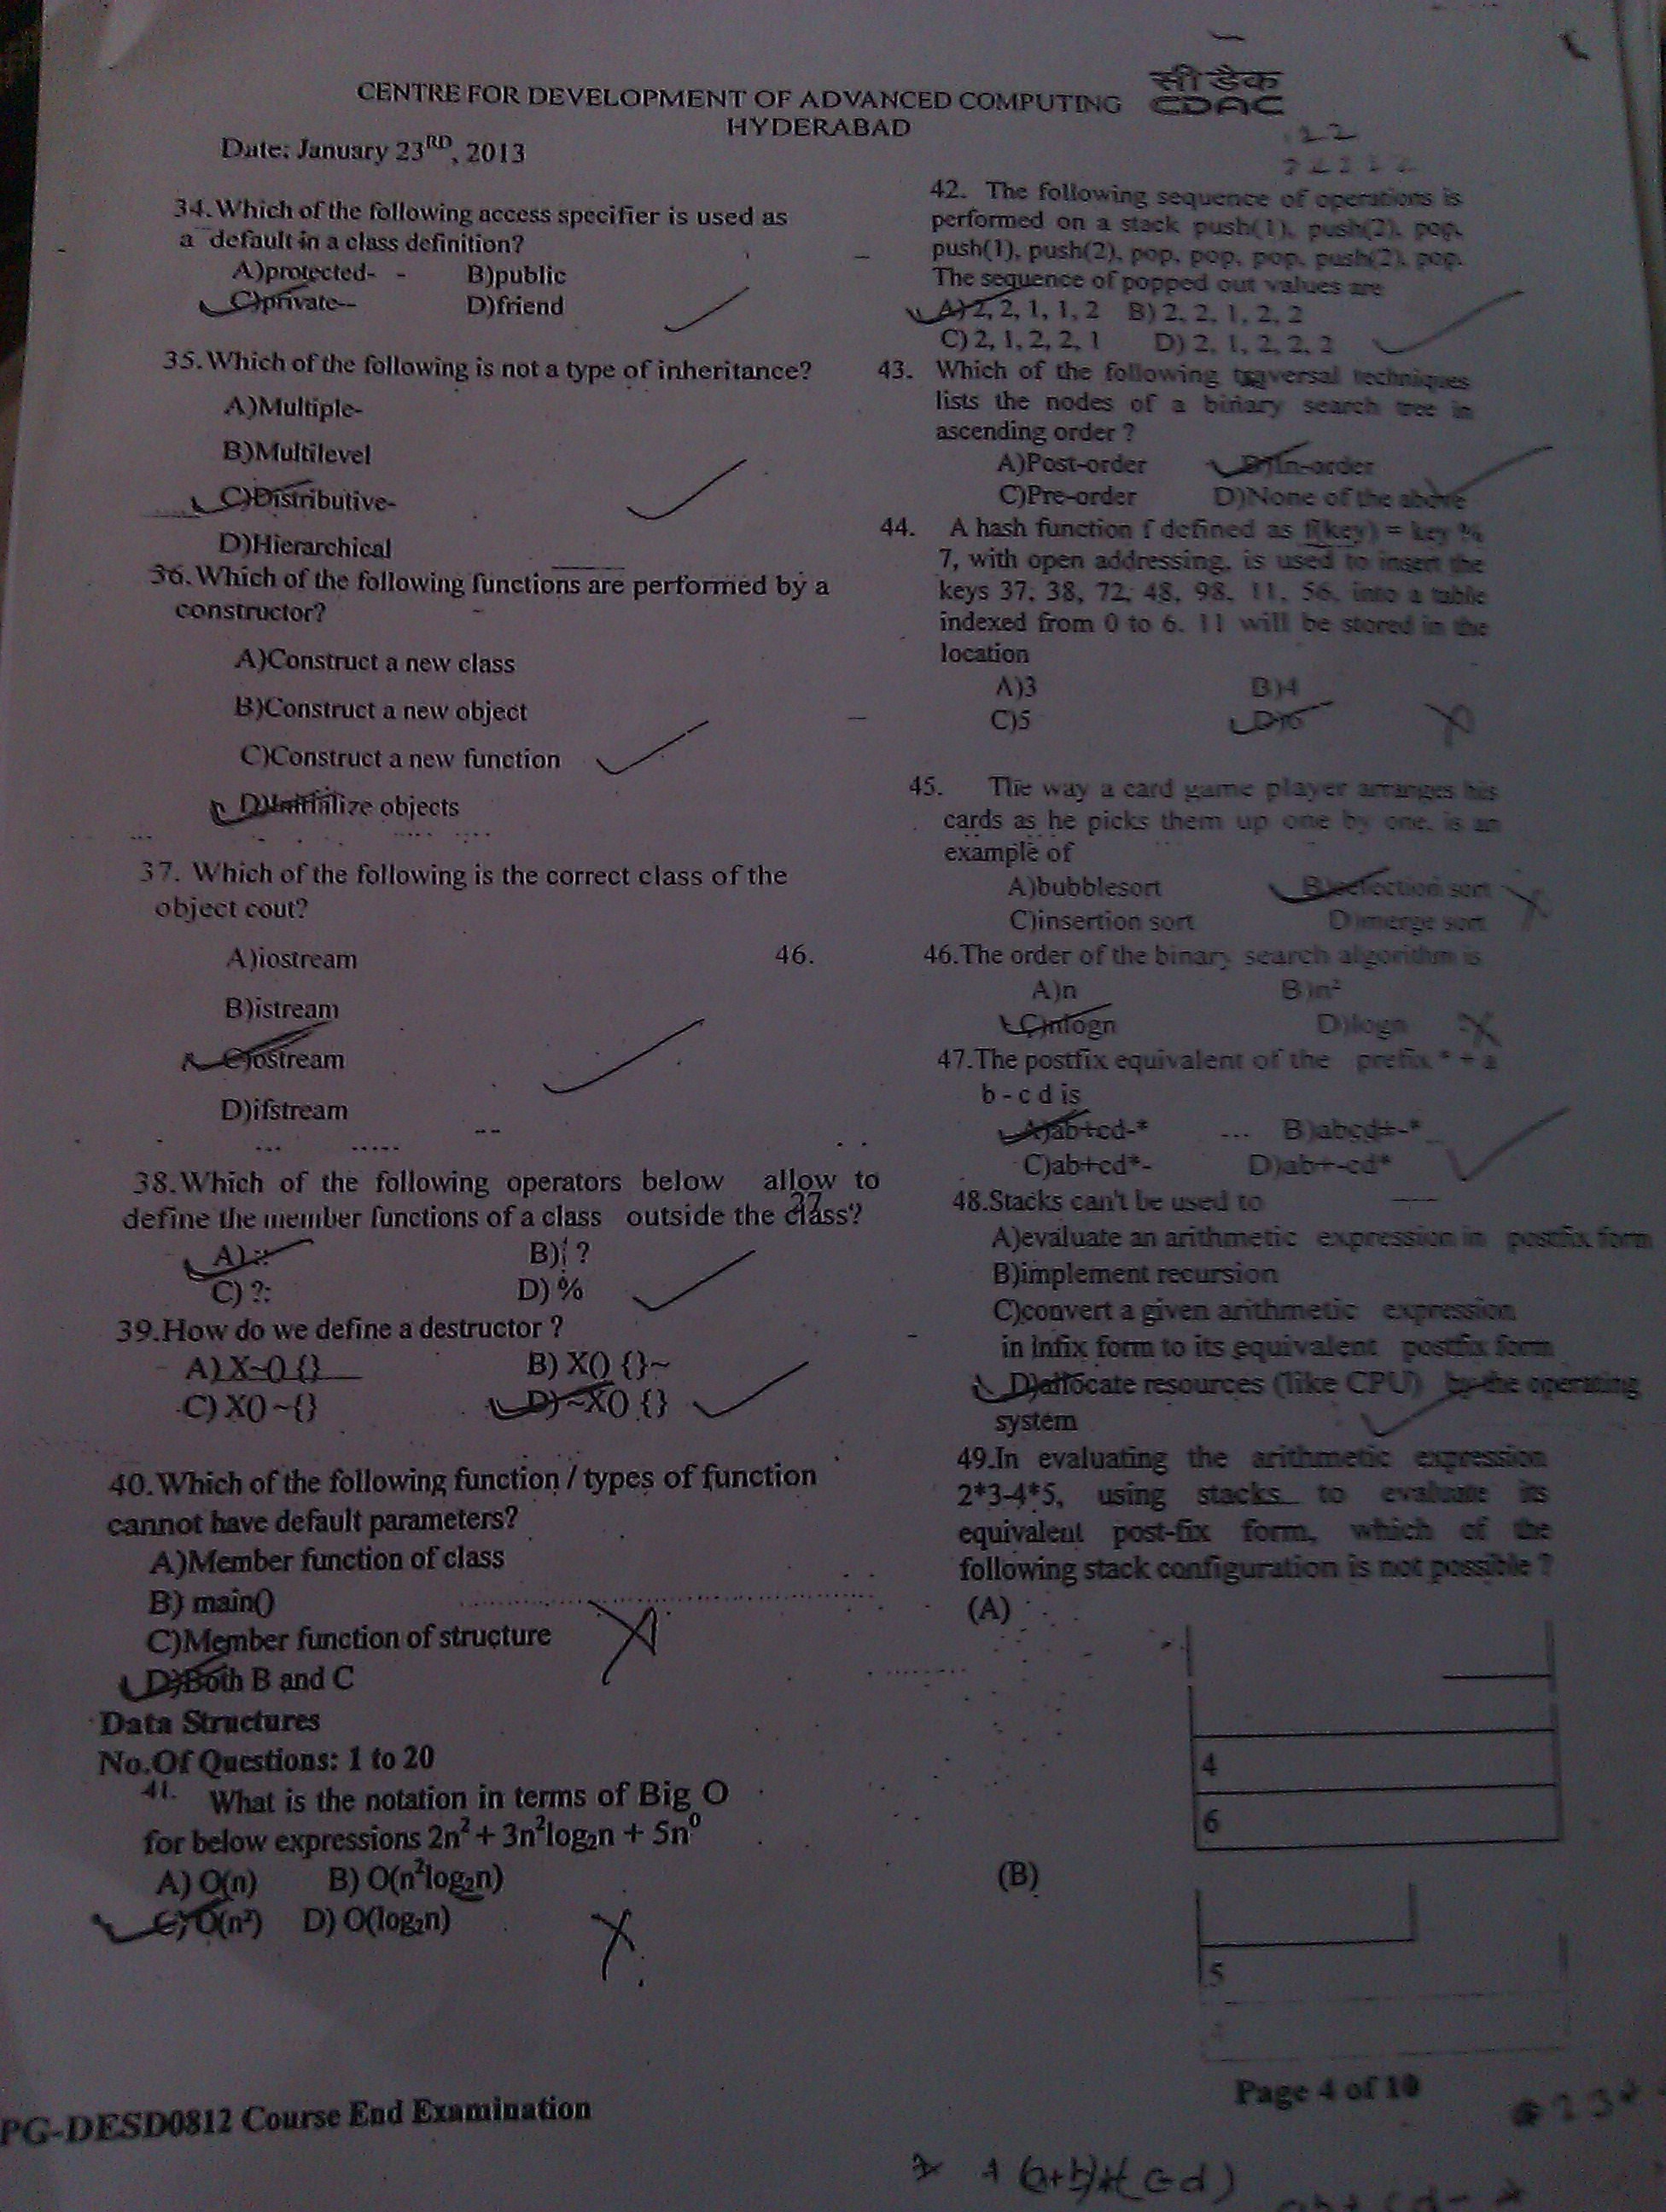 सी डैक
CENTRE FOR DEVELOPMENT OF ADVANCED COMPUTING CDAC
HYDERABAD
Date: January 23RD, 2013
22
34.Which of the following access specifier is used as
a default in a class definition?
A)protected- -
B)public
C)private--
D)friend
35.Which of the following is not a type of inheritance?
A)Multiple-
B)Multilevel
C)Distributive-
D)Hierarchical
36.Which of the following functions are performed by a
constructor?
A)Construct a new class
B)Construct a new object
C)Construct a new function
D)Initialize objects
37. Which of the following is the correct class of the
object cout?
A)iostream
46.
B)istream
C)ostream
D)ifstream
38.Which of the following operators below allow to
define the member functions of a class outside the class?
37
A) ::
B) ?
C) ?:
D) %
39.How do we define a destructor ?
A) X~() {}
B) X() {}~
C) X() ~{}
D) ~X() {}
40.Which of the following function / types of function
cannot have default parameters?
A)Member function of class
B) main()
C)Member function of structure
D)Both B and C
Data Structures
No.Of Questions: 1 to 20
41. What is the notation in terms of Big O
for below expressions 2n² + 3n²log₂n + 5n⁰
A) O(n) B) O(n²log₂n)
C) O(n²) D) O(log₂n)
42. The following sequence of operations is
performed on a stack push(1), push(2), pop,
push(1), push(2), pop, pop, pop, push(2), pop.
The sequence of popped out values are
A) 2, 2, 1, 1, 2 B) 2, 2, 1, 2, 2
C) 2, 1, 2, 2, 1 D) 2, 1, 2, 2, 2
43. Which of the following traversal techniques
lists the nodes of a binary search tree in
ascending order ?
A)Post-order B)In-order
C)Pre-order D)None of the above
44. A hash function f defined as f(key) = key %
7, with open addressing, is used to insert the
keys 37, 38, 72, 48, 98, 11, 56, into a table
indexed from 0 to 6. 11 will be stored in the
location
A)3 B)4
C)5 D)6
45. The way a card game player arranges his
cards as he picks them up one by one, is an
example of
A)bubblesort B)selection sort
C)insertion sort D)merge sort
46.The order of the binary search algorithm is
A)n B)n²
C)nlogn D)logn
47.The postfix equivalent of the prefix * + a
b - c d is
A)ab+cd-* B)abcd+-*
C)ab+cd*- D)ab+-cd*
48.Stacks can't be used to
A)evaluate an arithmetic expression in postfix form
B)implement recursion
C)convert a given arithmetic expression
in infix form to its equivalent postfix form
D)allocate resources (like CPU) by the operating
system
49.In evaluating the arithmetic expression
2*3-4*5, using stacks to evaluate its
equivalent post-fix form, which of the
following stack configuration is not possible ?
(A)
4
6
(B)
5
Page 4 of 10
PG-DESD0812 Course End Examination
(a+b)*(c-d)